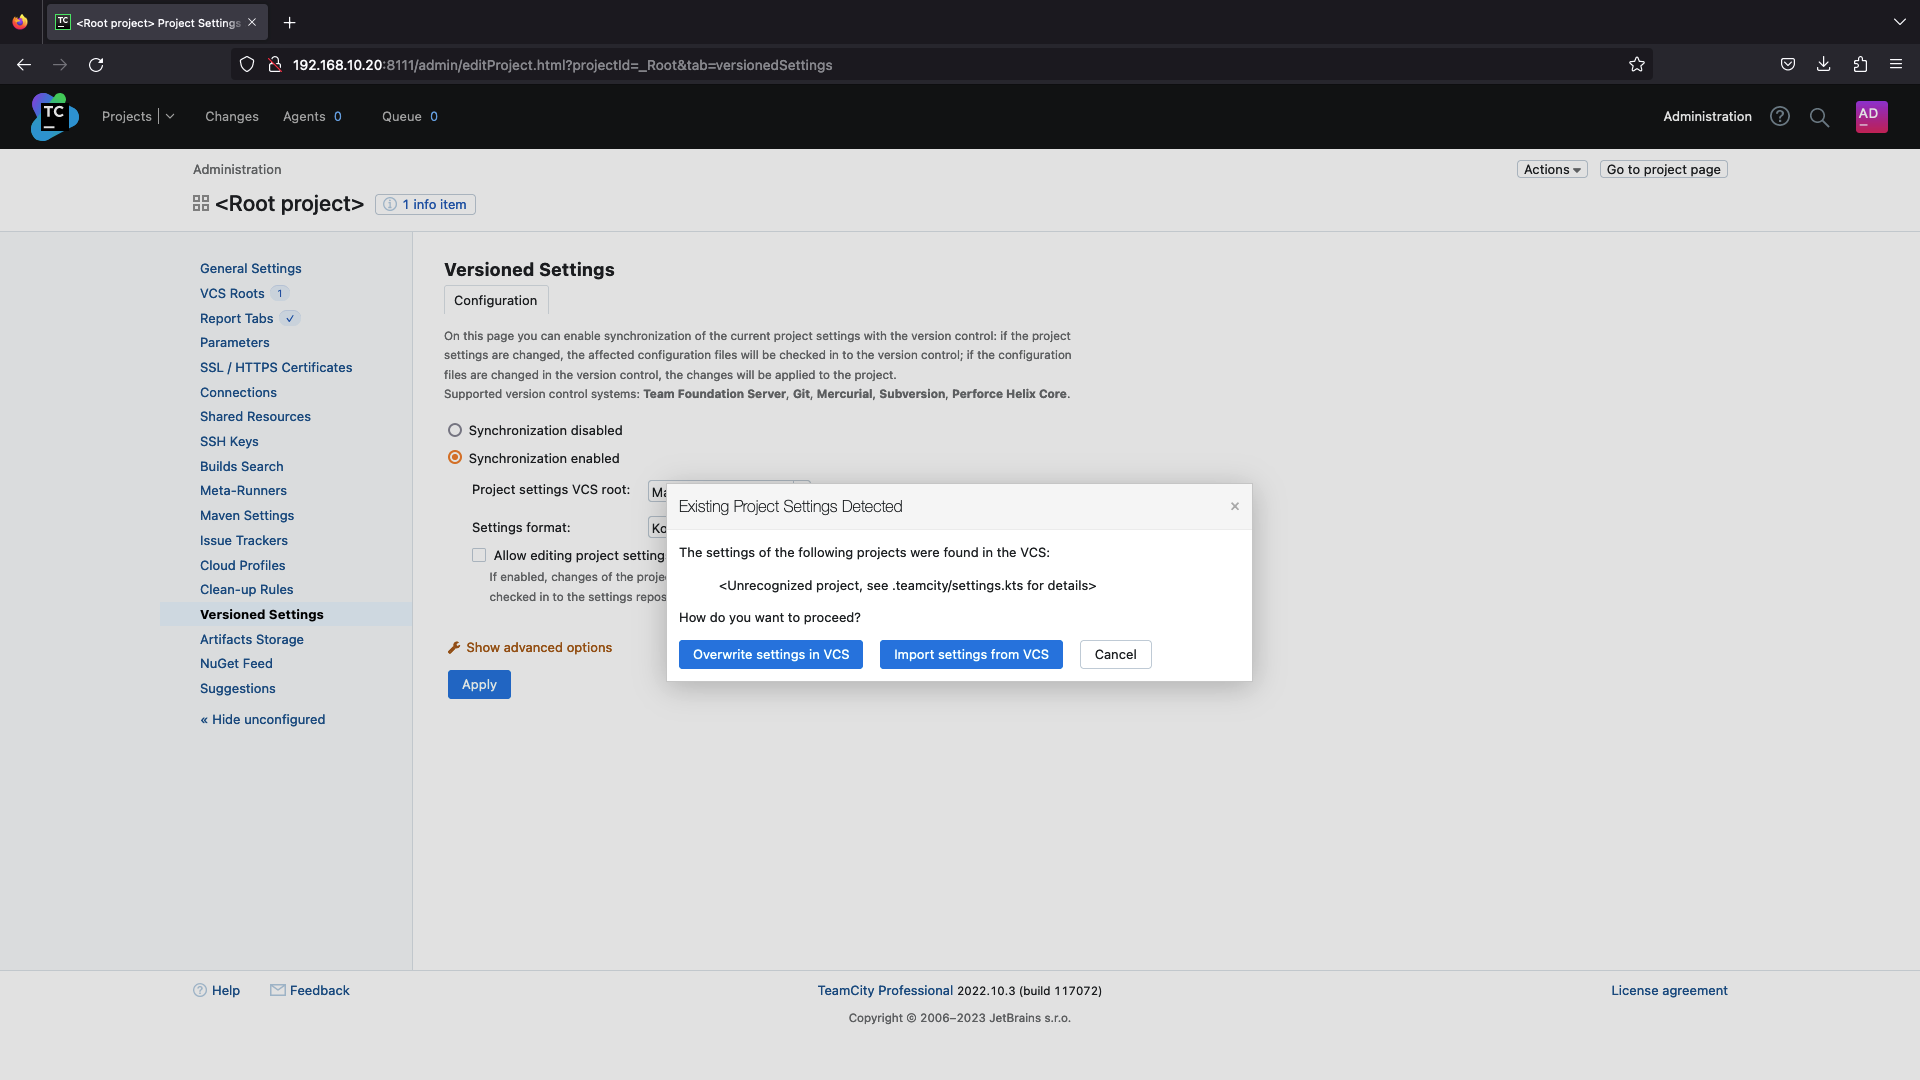 <Root project> Project Settings
192.168.10.20:8111/admin/editProject.html?projectId=_Root&tab=versionedSettings
TC
Projects
Changes
Agents 0
Queue 0
Administration
AD
Administration
Actions
Go to project page
<Root project>
1 info item
General Settings
VCS Roots 1
Report Tabs
Parameters
SSL / HTTPS Certificates
Connections
Shared Resources
SSH Keys
Builds Search
Meta-Runners
Maven Settings
Issue Trackers
Cloud Profiles
Clean-up Rules
Versioned Settings
Artifacts Storage
NuGet Feed
Suggestions
« Hide unconfigured
Versioned Settings
Configuration
On this page you can enable synchronization of the current project settings with the version control: if the project
settings are changed, the affected configuration files will be checked in to the version control; if the configuration
files are changed in the version control, the changes will be applied to the project.
Supported version control systems: Team Foundation Server, Git, Mercurial, Subversion, Perforce Helix Core.
Synchronization disabled
Synchronization enabled
Project settings VCS root:
Settings format:
Allow editing project setting
If enabled, changes of the proje
checked in to the settings repos
Show advanced options
Apply
Existing Project Settings Detected
The settings of the following projects were found in the VCS:
<Unrecognized project, see .teamcity/settings.kts for details>
How do you want to proceed?
Overwrite settings in VCS
Import settings from VCS
Cancel
Help
Feedback
TeamCity Professional 2022.10.3 (build 117072)
Copyright © 2006–2023 JetBrains s.r.o.
License agreement